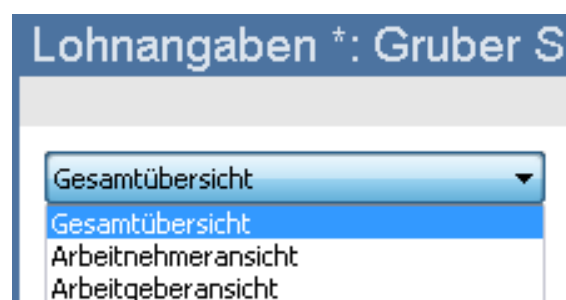 Lohnangaben *: Gruber S
Gesamtübersicht
Gesamtübersicht
Arbeitnehmeransicht
Arbeitgeberansicht